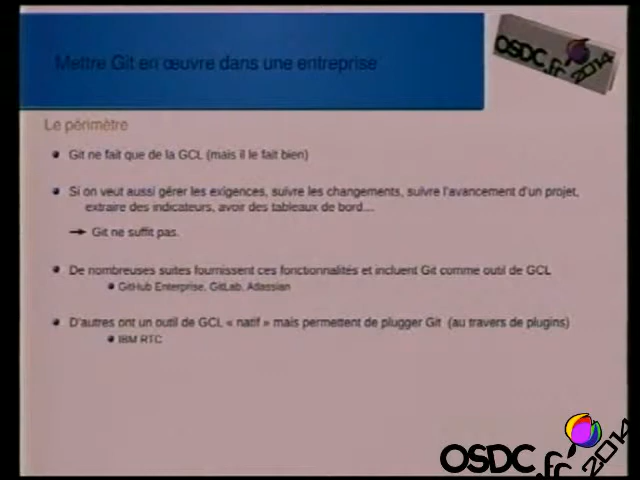 Mettre Git en œuvre dans une entreprise
OSDC.fr 2014
Le périmètre
Git ne fait que de la GCL (mais il le fait bien)
Si on veut aussi gérer les exigences, suivre les changements, suivre l'avancement d'un projet,
extraire des indicateurs, avoir des tableaux de bord...
Git ne suffit pas.
De nombreuses suites fournissent ces fonctionnalités et incluent Git comme outil de GCL
GitHub Enterprise, GitLab, Atlassian
D'autres ont un outil de GCL « natif » mais permettent de plugger Git (au travers de plugins)
IBM RTC
OSDC.fr 2014